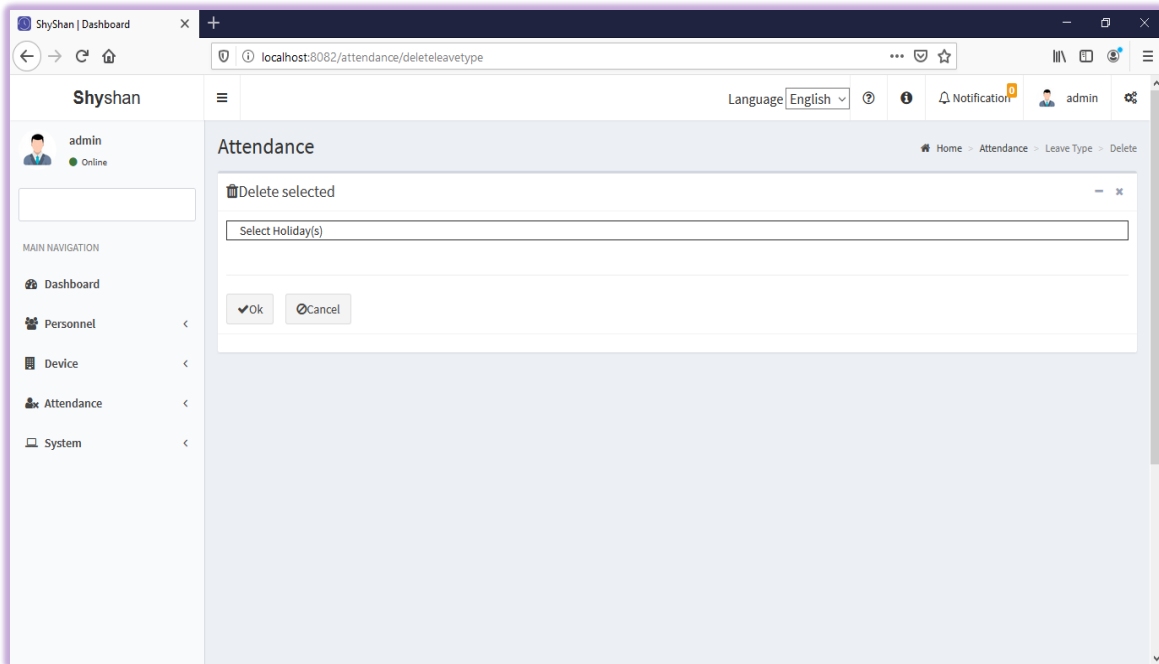 ShyShan | Dashboard
localhost:8082/attendance/deleteleavetype
Shyshan
Language English
0
Notification
admin
admin
Online
Attendance
Home > Attendance > Leave Type > Delete
Delete selected
Select Holiday(s)
MAIN NAVIGATION
Dashboard
Ok
Cancel
Personnel
Device
Attendance
System